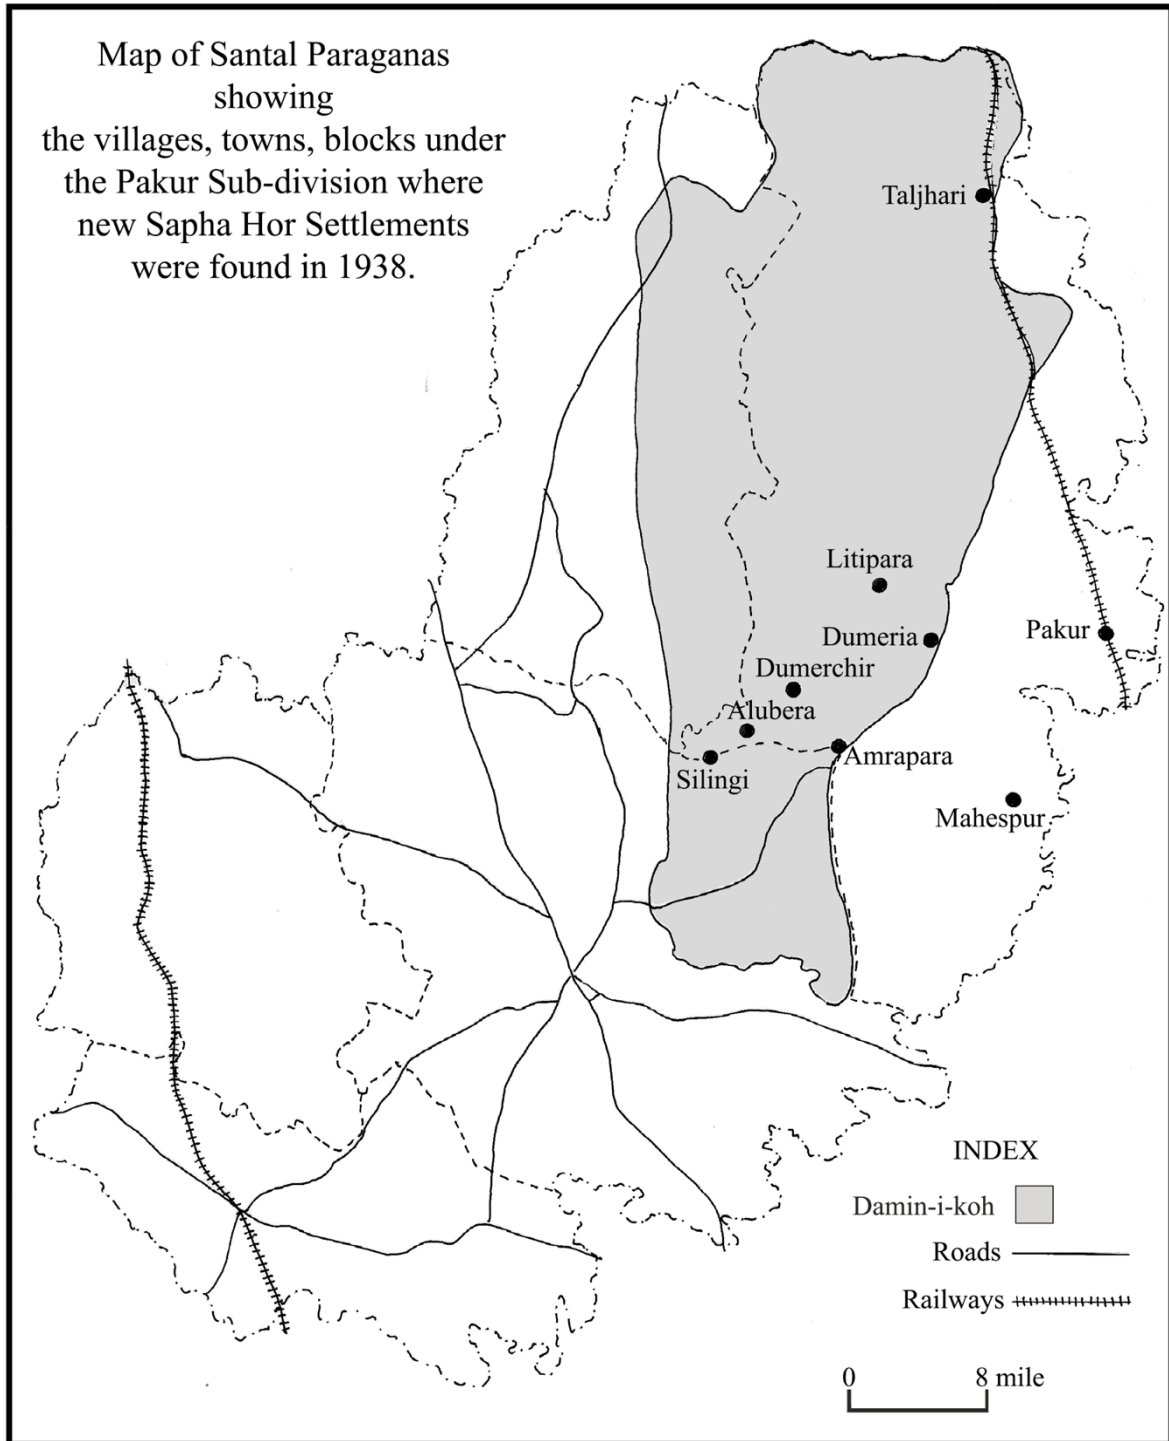 Map of Santal Paraganas
showing
the villages, towns, blocks under
the Pakur Sub-division where
new Sapha Hor Settlements
were found in 1938.
Taljhari
Litipara
Dumeria
Pakur
Dumerchir
Alubera
Amrapara
Silingi
Mahespur
INDEX
Damin-i-koh
Roads
Railways
0 8 mile